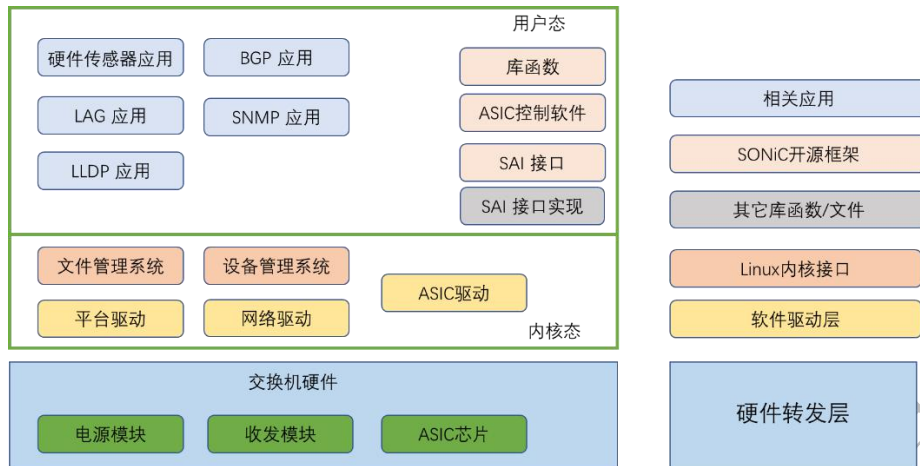 用户态
硬件传感器应用
BGP 应用
库函数
LAG 应用
SNMP 应用
ASIC控制软件
LLDP 应用
SAI 接口
SAI 接口实现
文件管理系统
设备管理系统
ASIC驱动
平台驱动
网络驱动
内核态
交换机硬件
电源模块
收发模块
ASIC芯片
相关应用
SONiC开源框架
其它库函数/文件
Linux内核接口
软件驱动层
硬件转发层